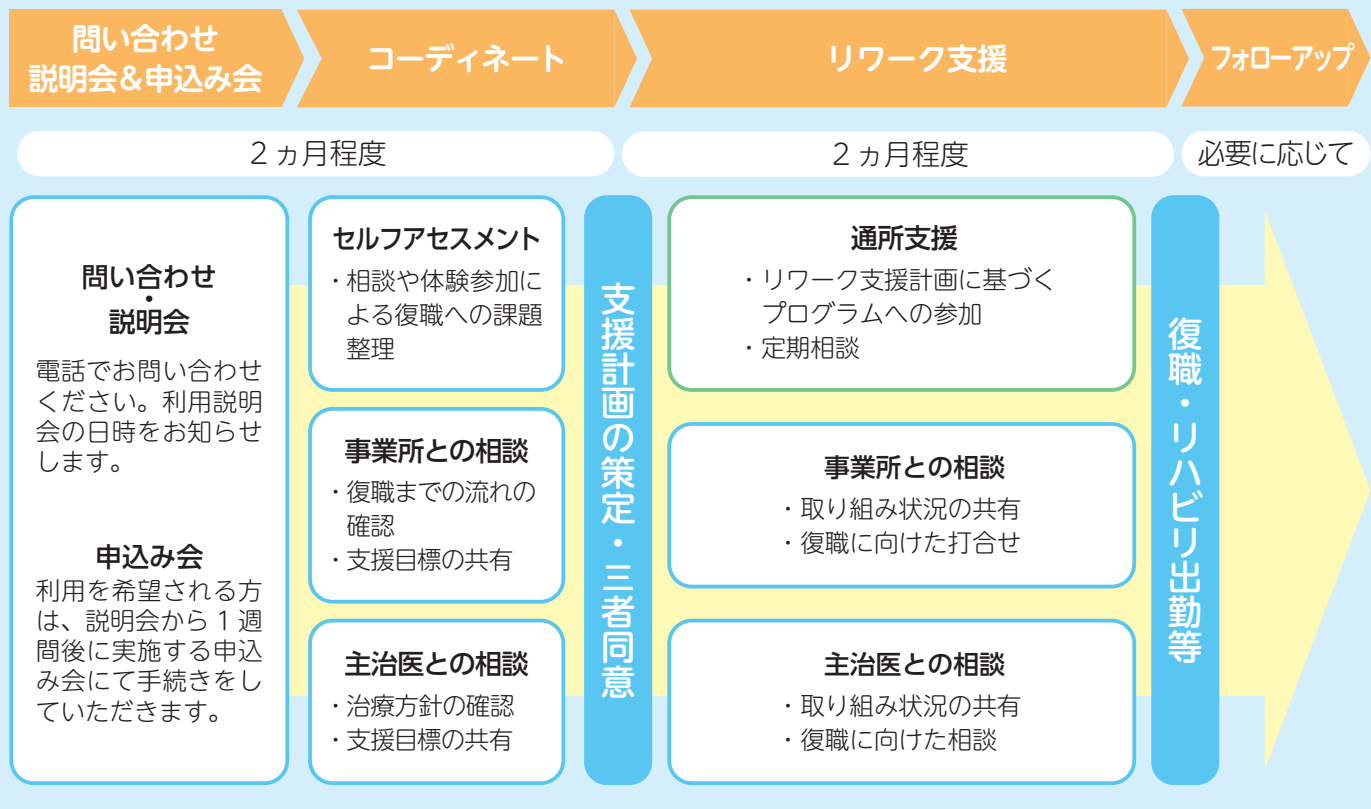 問い合わせ
説明会&申込み会
コーディネート
リワーク支援
フォローアップ
2ヵ月程度
2ヵ月程度
必要に応じて
問い合わせ
・
説明会
電話でお問い合わせ
ください。利用説明
会の日時をお知らせ
します。
申込み会
利用を希望される方
は、説明会から1週
間後に実施する申込
み会にて手続きをし
ていただきます。
セルフアセスメント
・相談や体験参加に
よる復職への課題
整理
事業所との相談
・復職までの流れの
確認
・支援目標の共有
主治医との相談
・治療方針の確認
・支援目標の共有
支援計画の策定・三者同意
通所支援
・リワーク支援計画に基づく
プログラムへの参加
・定期相談
事業所との相談
・取り組み状況の共有
・復職に向けた打合せ
主治医との相談
・取り組み状況の共有
・復職に向けた相談
復職・リハビリ出勤等